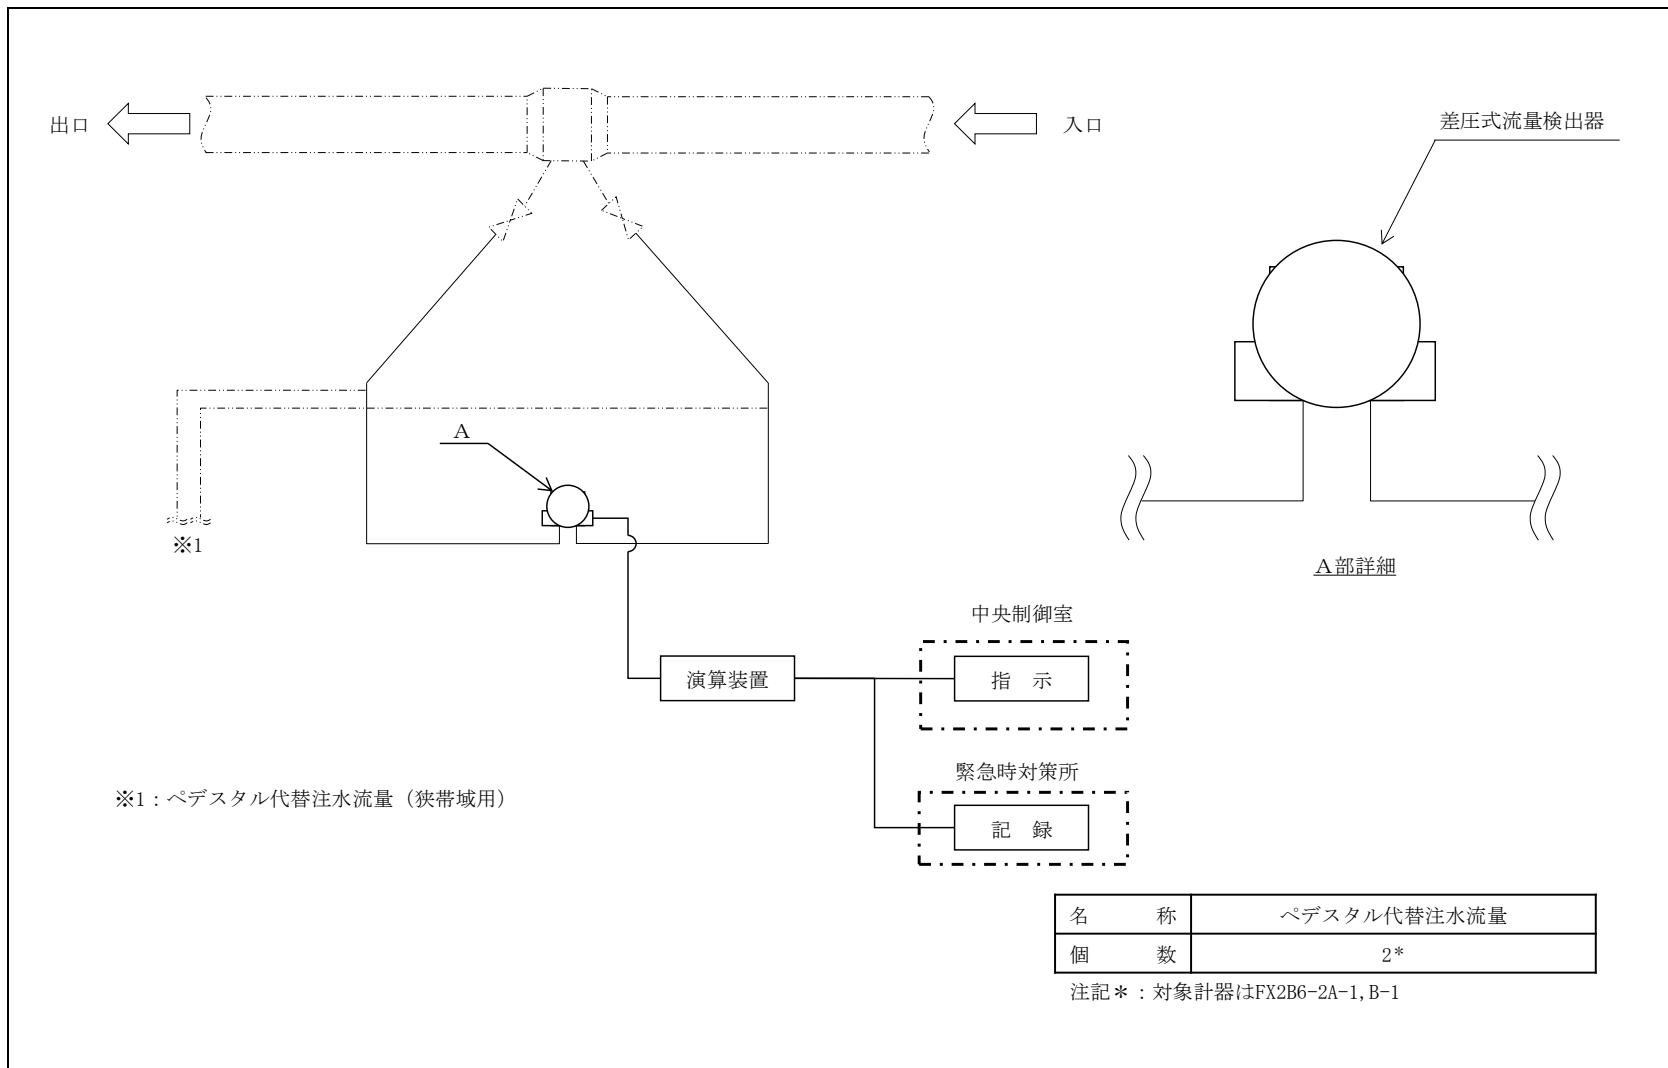 出口
入口
差圧式流量検出器
A
※1
A部詳細
中央制御室
演算装置
指 示
緊急時対策所
記 録
※1：ペデスタル代替注水流量（狭帯域用）
名 称 ペデスタル代替注水流量
個 数 2*
注記＊：対象計器はFX2B6-2A-1,B-1